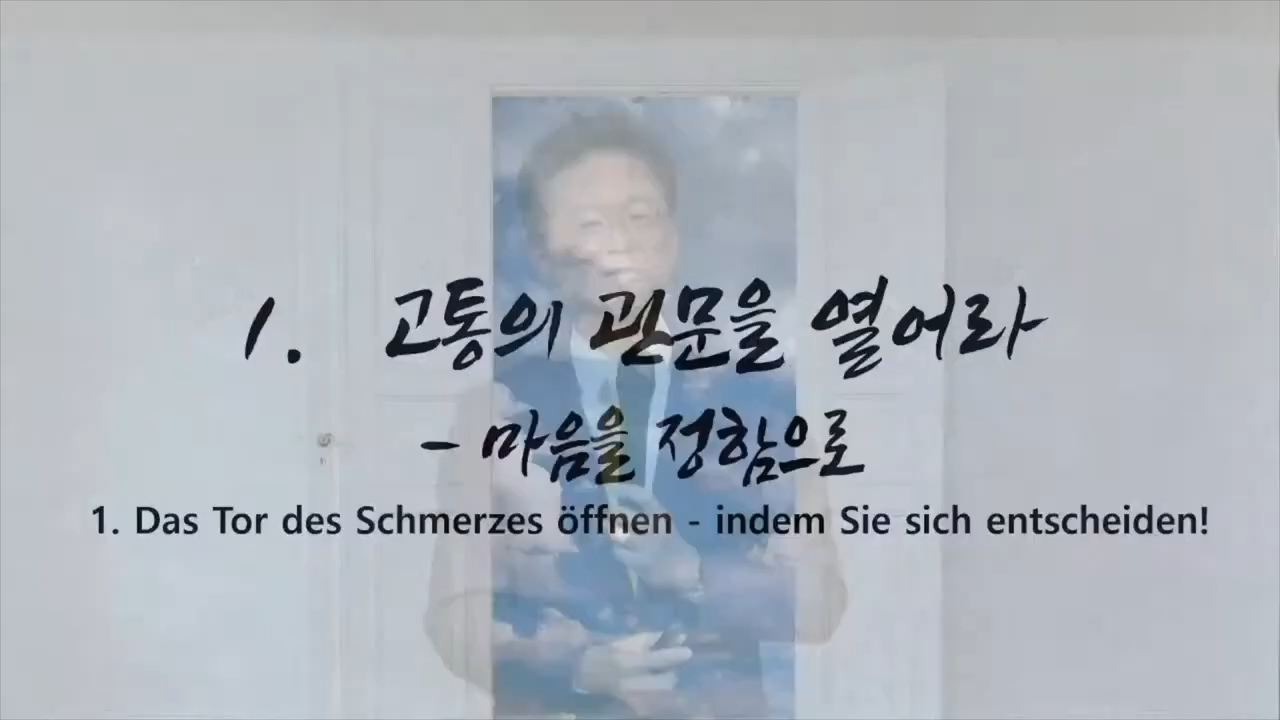 1. 고통의 관문을 열어라
- 마음을 정함으로
1. Das Tor des Schmerzes öffnen - indem Sie sich entscheiden!